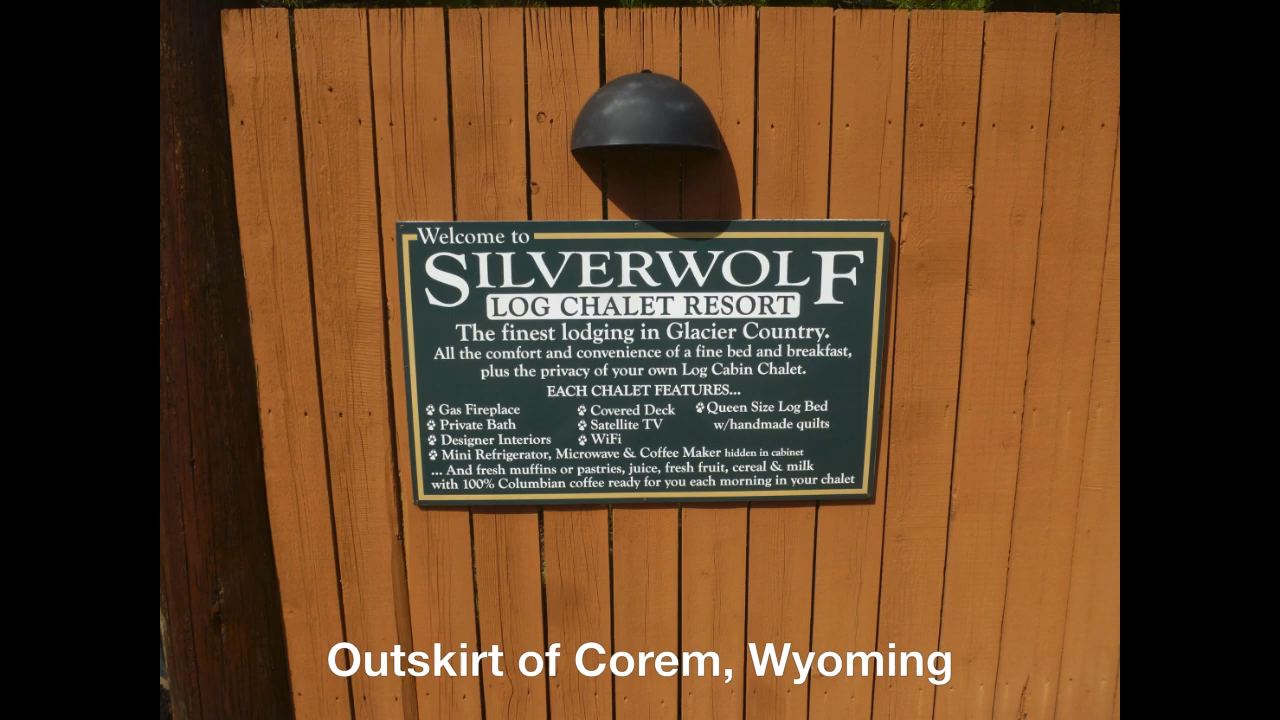 Welcome to
SILVERWOLF
LOG CHALET RESORT
The finest lodging in Glacier Country.
All the comfort and convenience of a fine bed and breakfast,
plus the privacy of your own Log Cabin Chalet.
EACH CHALET FEATURES...
Gas Fireplace
Private Bath
Designer Interiors
Covered Deck
Satellite TV
WiFi
Queen Size Log Bed
w/handmade quilts
Mini Refrigerator, Microwave & Coffee Maker hidden in cabinet
... And fresh muffins or pastries, juice, fresh fruit, cereal & milk
with 100% Columbian coffee ready for you each morning in your chalet
Outskirt of Corem, Wyoming